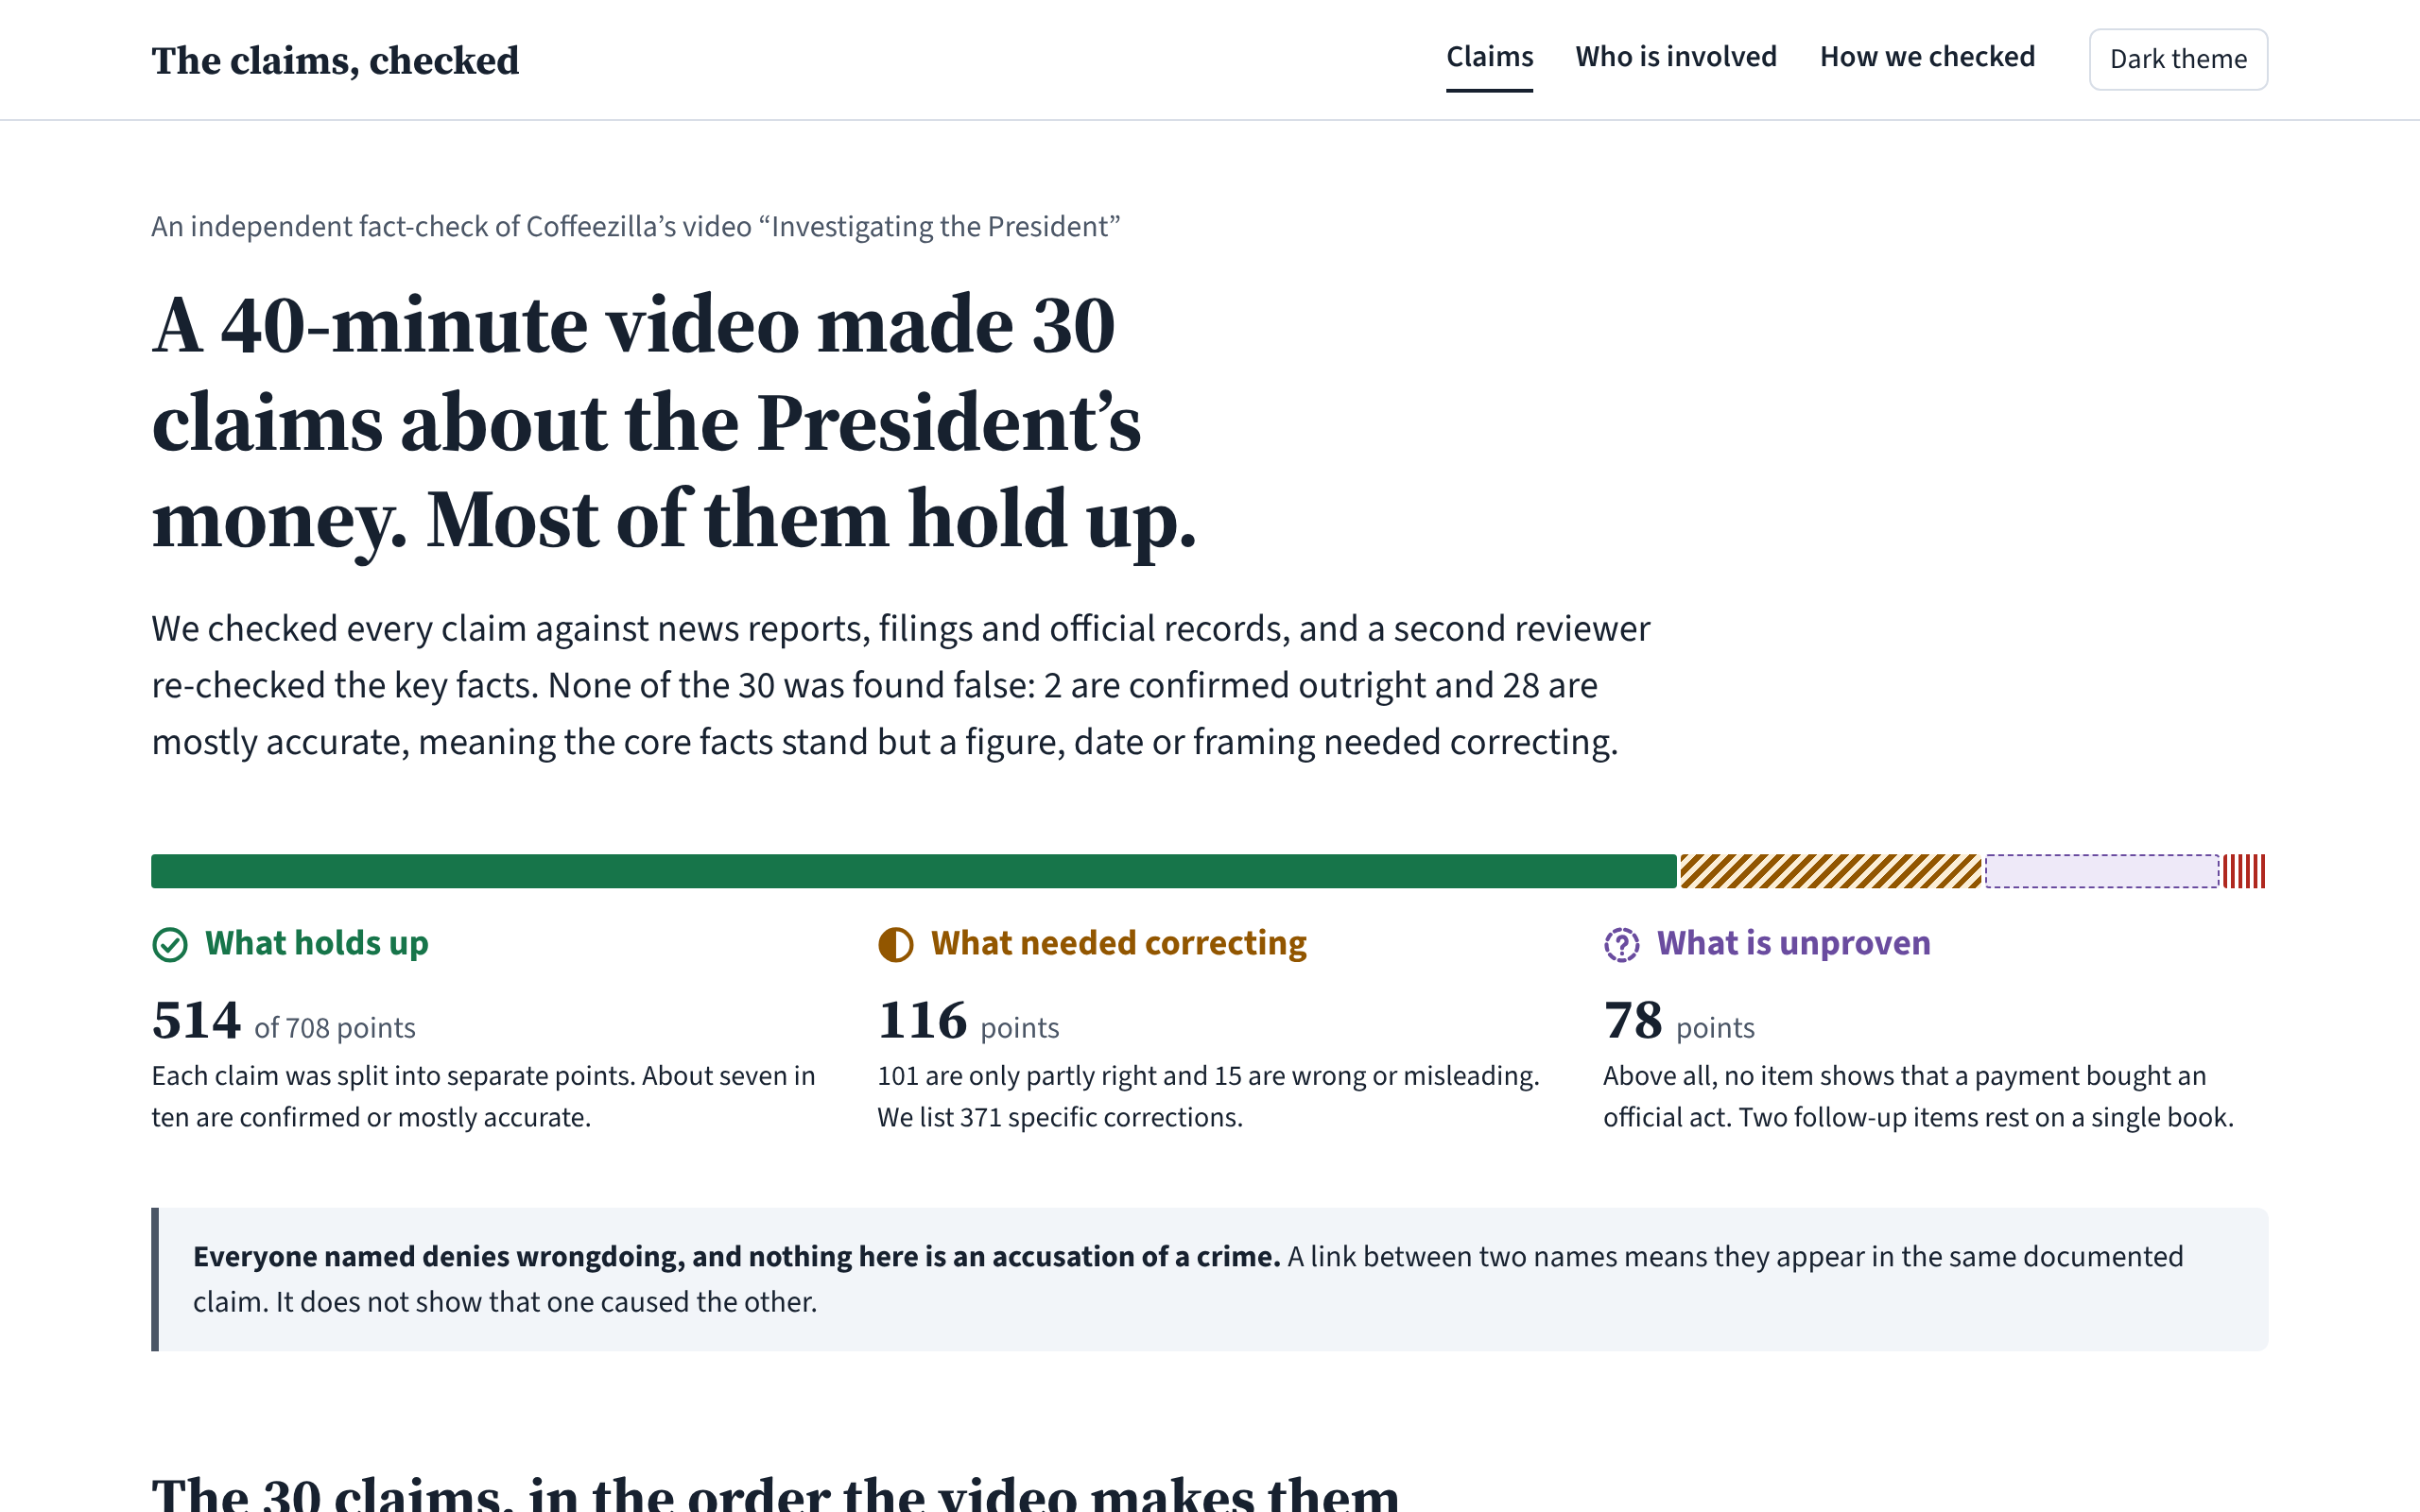 The claims, checked
Claims
Who is involved
How we checked
Dark theme
An independent fact-check of Coffeezilla’s video “Investigating the President”
A 40-minute video made 30
claims about the President’s
money. Most of them hold up.
We checked every claim against news reports, filings and official records, and a second reviewer
re-checked the key facts. None of the 30 was found false: 2 are confirmed outright and 28 are
mostly accurate, meaning the core facts stand but a figure, date or framing needed correcting.
What holds up
514 of 708 points
Each claim was split into separate points. About seven in
ten are confirmed or mostly accurate.
What needed correcting
116 points
101 are only partly right and 15 are wrong or misleading.
We list 371 specific corrections.
What is unproven
78 points
Above all, no item shows that a payment bought an
official act. Two follow-up items rest on a single book.
Everyone named denies wrongdoing, and nothing here is an accusation of a crime. A link between two names means they appear in the same documented
claim. It does not show that one caused the other.
The 30 claims, in the order the video makes them